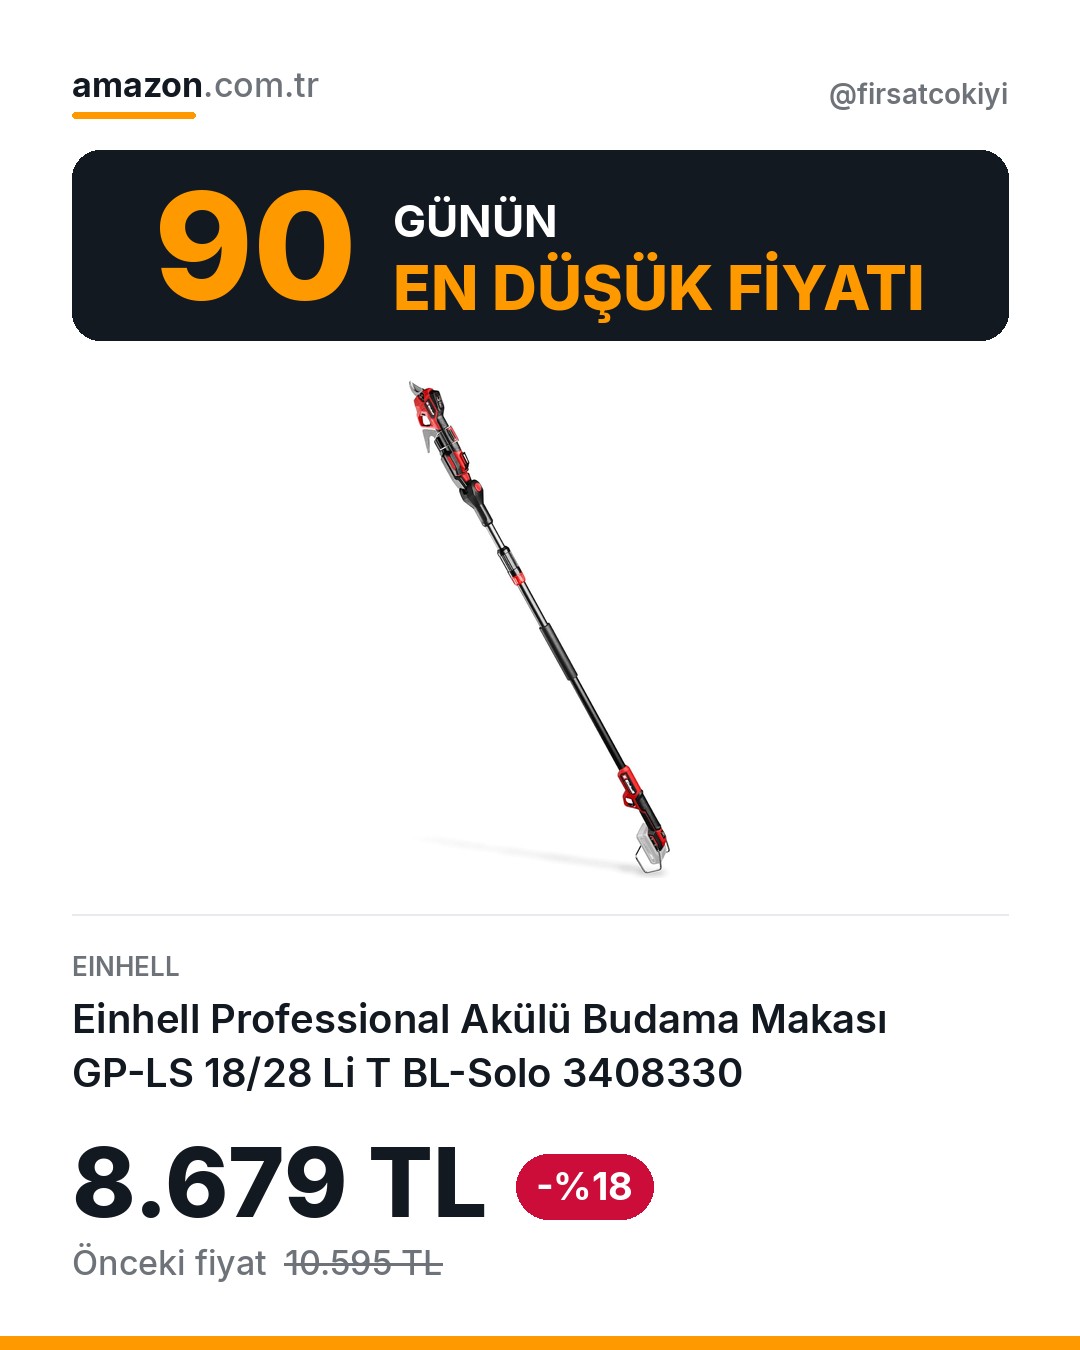 amazon.com.tr
@firsatcokiyi
90 GÜNÜN
EN DÜŞÜK FİYATI
EINHELL
Einhell Professional Akülü Budama Makası
GP-LS 18/28 Li T BL-Solo 3408330
8.679 TL -%18
Önceki fiyat 10.595 TL